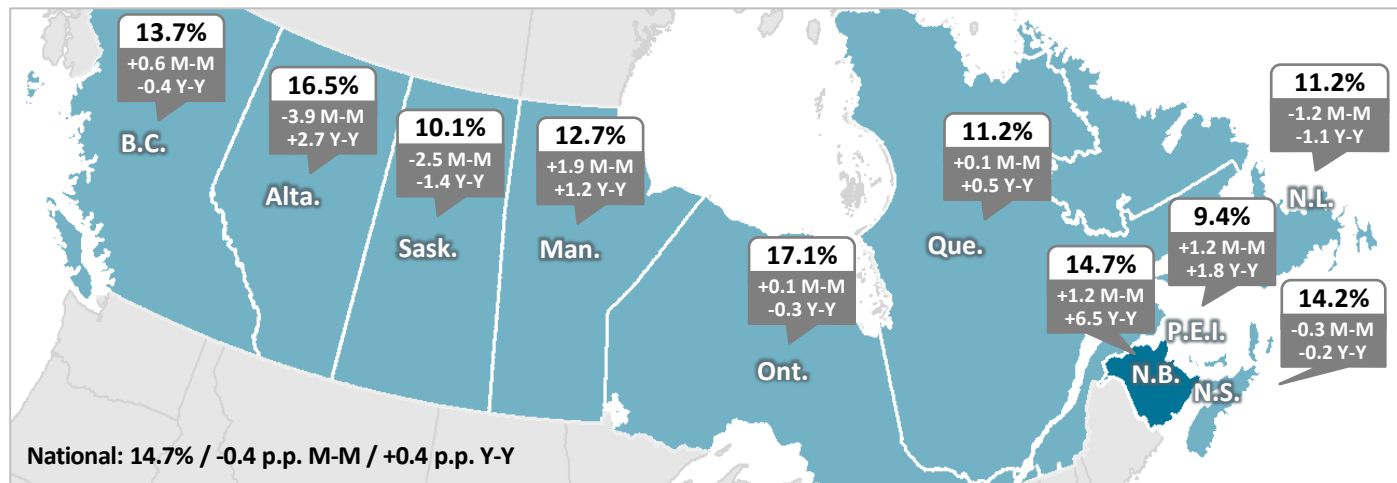 13.7%
+0.6 M-M
-0.4 Y-Y
B.C.
16.5%
-3.9 M-M
+2.7 Y-Y
Alta.
10.1%
-2.5 M-M
-1.4 Y-Y
Sask.
12.7%
+1.9 M-M
+1.2 Y-Y
Man.
17.1%
+0.1 M-M
-0.3 Y-Y
Ont.
11.2%
+0.1 M-M
+0.5 Y-Y
Que.
14.7%
+1.2 M-M
+6.5 Y-Y
N.B.
9.4%
+1.2 M-M
+1.8 Y-Y
P.E.I.
11.2%
-1.2 M-M
-1.1 Y-Y
N.L.
14.2%
-0.3 M-M
-0.2 Y-Y
N.S.
National: 14.7% / -0.4 p.p. M-M / +0.4 p.p. Y-Y